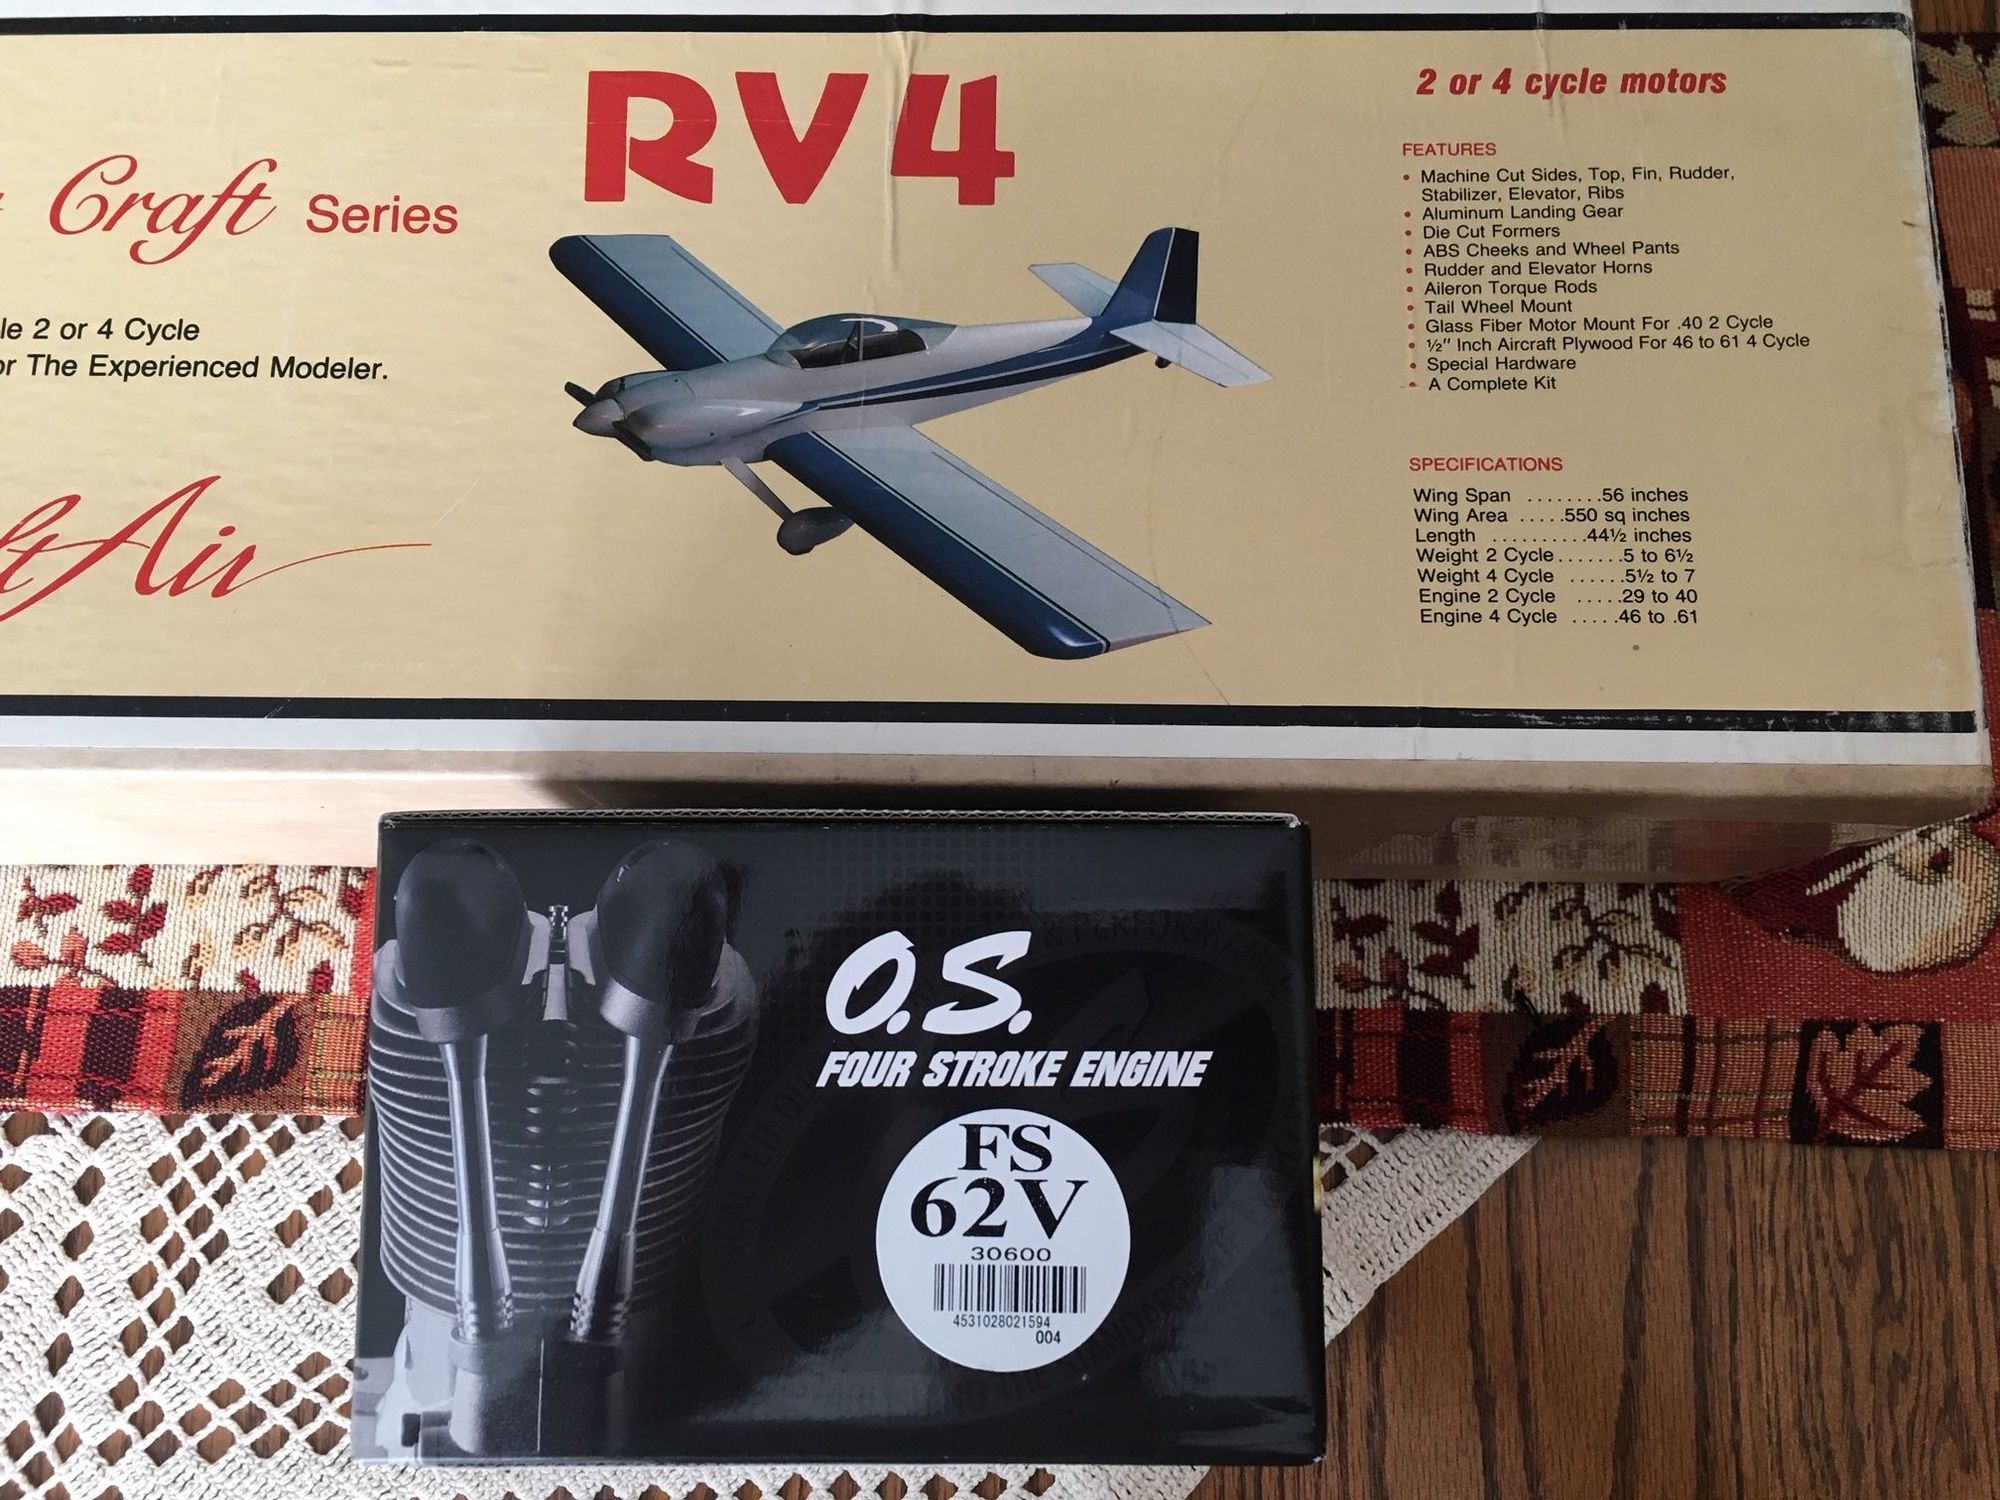 RV4
2 or 4 cycle motors
Craft Series
le 2 or 4 Cycle
or The Experienced Modeler.
Air
FEATURES
• Machine Cut Sides, Top, Fin, Rudder,
Stabilizer, Elevator, Ribs
• Aluminum Landing Gear
• Die Cut Formers
• ABS Cheeks and Wheel Pants
• Rudder and Elevator Horns
• Aileron Torque Rods
• Tail Wheel Mount
• Glass Fiber Motor Mount For .40 2 Cycle
• ½" Inch Aircraft Plywood For 46 to 61 4 Cycle
• Special Hardware
• A Complete Kit
SPECIFICATIONS
Wing Span ........56 inches
Wing Area .....550 sq inches
Length ..........44½ inches
Weight 2 Cycle.......5 to 6½
Weight 4 Cycle ......5½ to 7
Engine 2 Cycle .....29 to 40
Engine 4 Cycle .....46 to .61
O.S.
FOUR STROKE ENGINE
FS
62V
30600
4531028021594
004